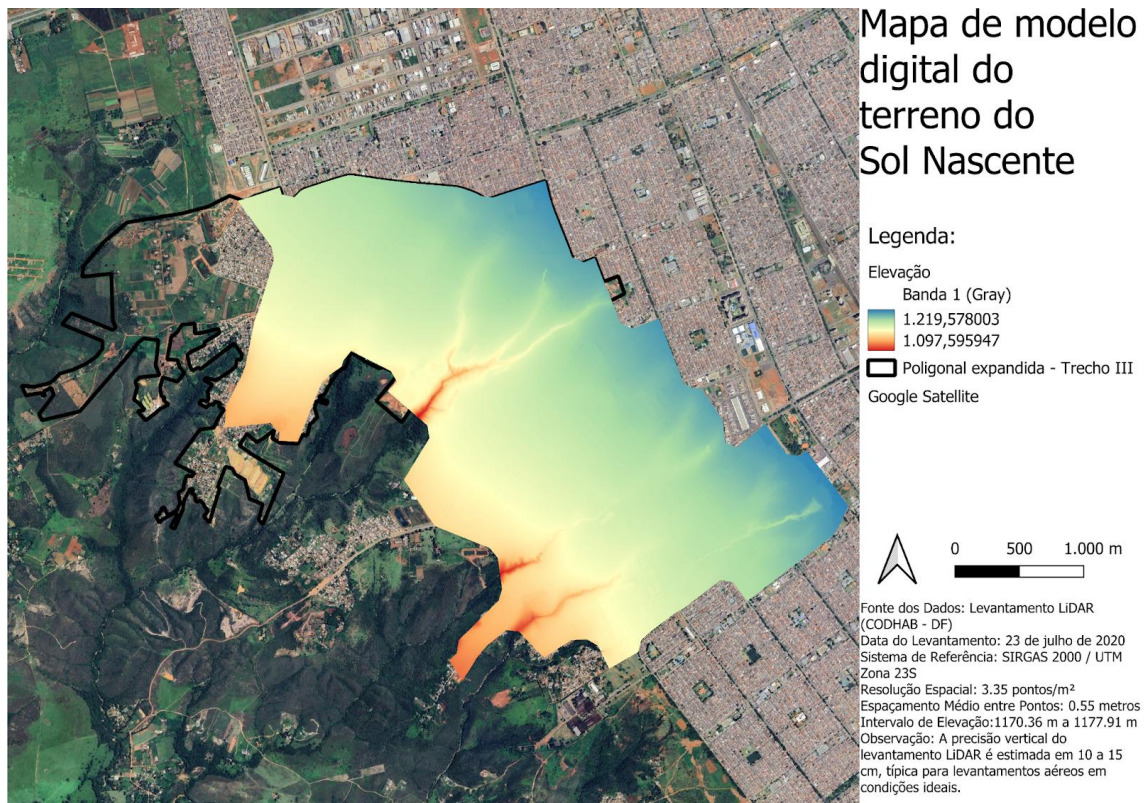 Mapa de modelo
digital do
terreno do
Sol Nascente
Legenda:
Elevação
Banda 1 (Gray)
1.219,578003
1.097,595947
Poligonal expandida - Trecho III
Google Satellite
0 500 1.000 m
Fonte dos Dados: Levantamento LiDAR
(CODHAB - DF)
Data do Levantamento: 23 de julho de 2020
Sistema de Referência: SIRGAS 2000 / UTM
Zona 23S
Resolução Espacial: 3.35 pontos/m²
Espaçamento Médio entre Pontos: 0.55 metros
Intervalo de Elevação:1170.36 m a 1177.91 m
Observação: A precisão vertical do
levantamento LiDAR é estimada em 10 a 15
cm, típica para levantamentos aéreos em
condições ideais.